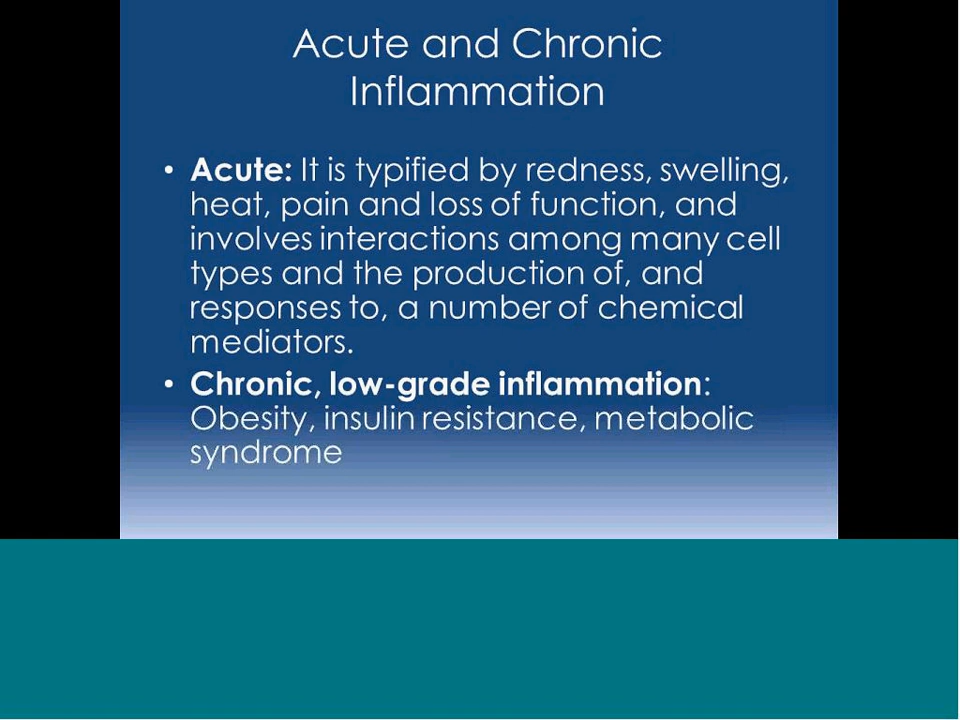 Acute and Chronic
Inflammation
• Acute: It is typified by redness, swelling,
heat, pain and loss of function, and
involves interactions among many cell
types and the production of, and
responses to, a number of chemical
mediators.
• Chronic, low-grade inflammation:
Obesity, insulin resistance, metabolic
syndrome